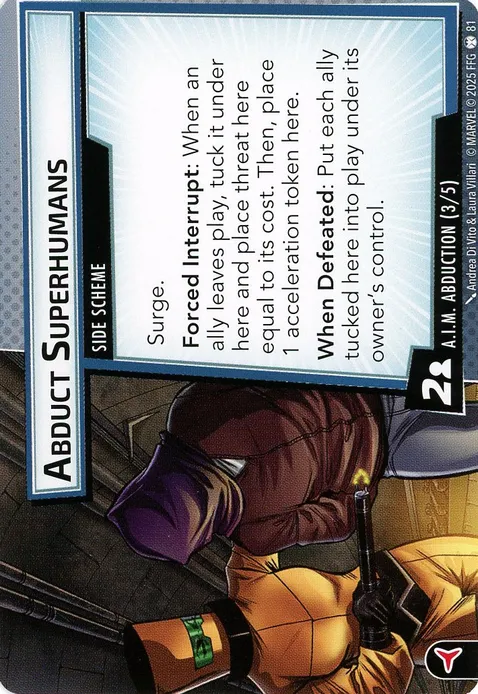 ABDUCT SUPERHUMANS
SIDE SCHEME
Surge.
Forced Interrupt: When an
ally leaves play, tuck it under
here and place threat here
equal to its cost. Then, place
1 acceleration token here.
When Defeated: Put each ally
tucked here into play under its
owner's control.
2
A.I.M. ABDUCTION (3/5)
Andrea Di Vito & Laura Villari © MARVEL © 2025 FFG 81